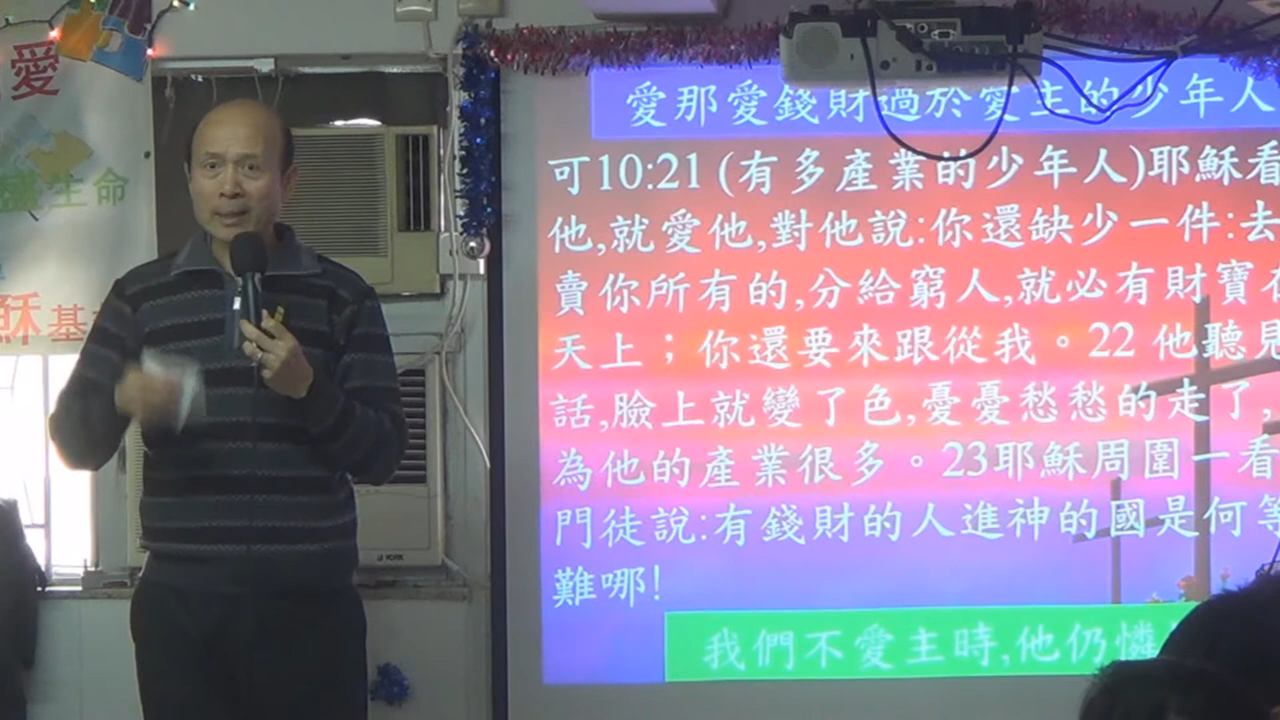 愛
生命
穌基
愛那愛錢財過於愛主的少年人
可10:21 (有多產業的少年人)耶穌看
他,就愛他,對他說:你還缺少一件:去
賣你所有的,分給窮人,就必有財寶在
天上；你還要來跟從我。22 他聽見
話,臉上就變了色,憂憂愁愁的走了,
為他的產業很多。23耶穌周圍一看
門徒說:有錢財的人進神的國是何等
難哪!
我們不愛主時,他仍憐